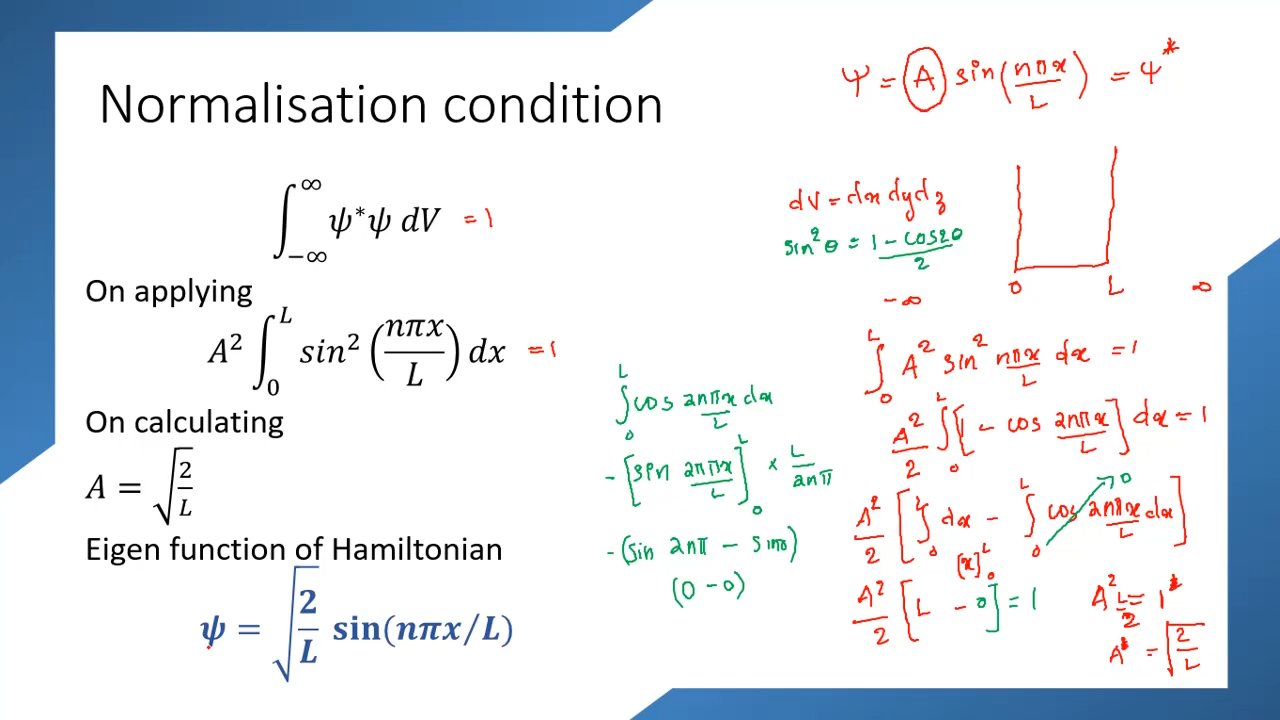 Normalisation condition
∫_{-∞}^{∞} ψ*ψ dV = 1
On applying
A² ∫_0^L sin² (nπx/L) dx = 1
On calculating
A = √(2/L)
Eigen function of Hamiltonian
ψ = √(2/L) sin(nπx/L)
ψ = A sin(nπx/L) = ψ*
dV = dx dy dz
sin²θ = (1 - cos2θ)/2
-∞ 0 L ∞
∫_0^L A² sin² nπx/L dx = 1
A²/2 ∫_0^L [1 - cos 2nπx/L] dx = 1
A²/2 [∫_0^L dx - ∫_0^L cos 2nπx/L dx] → 0
[x]_0^L
A²/2 [L - 0] = 1
A² L/2 = 1
A = √(2/L)
∫_0^L cos 2nπx/L dx
- [sin 2nπx/L]_0^L × L/2nπ
- (sin 2nπ - sin0)
(0 - 0)